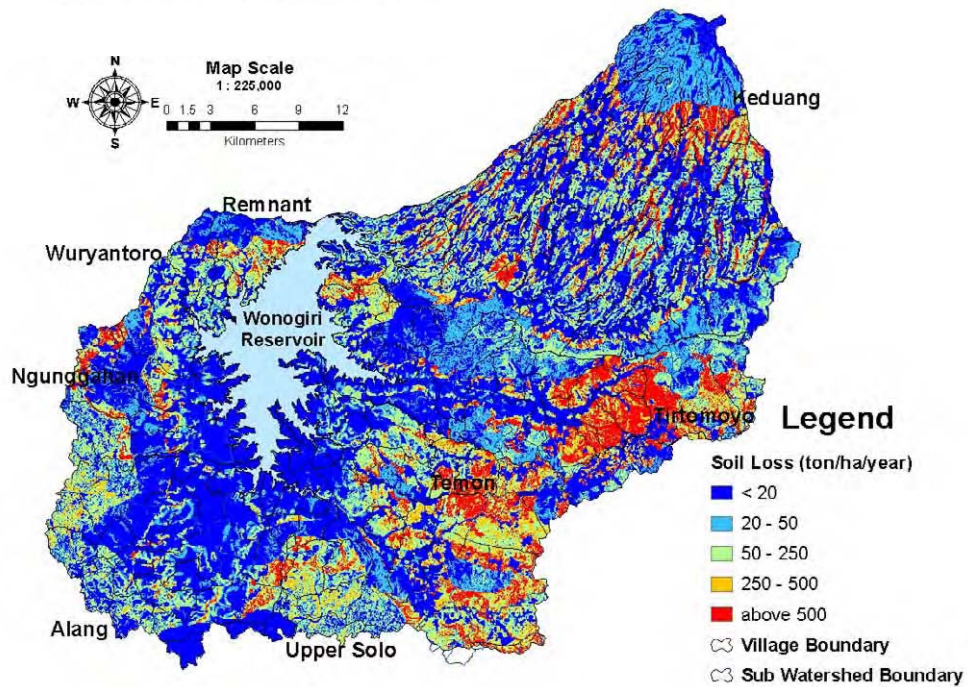 N
W E
S
Map Scale
1 : 225,000
0 1.5 3 6 9 12
Kilometers
Keduang
Remnant
Wuryantoro
Wonogiri
Reservoir
Ngunggahan
Tirtomoyo
Temon
Alang
Upper Solo
Legend
Soil Loss (ton/ha/year)
< 20
20 - 50
50 - 250
250 - 500
above 500
Village Boundary
Sub Watershed Boundary